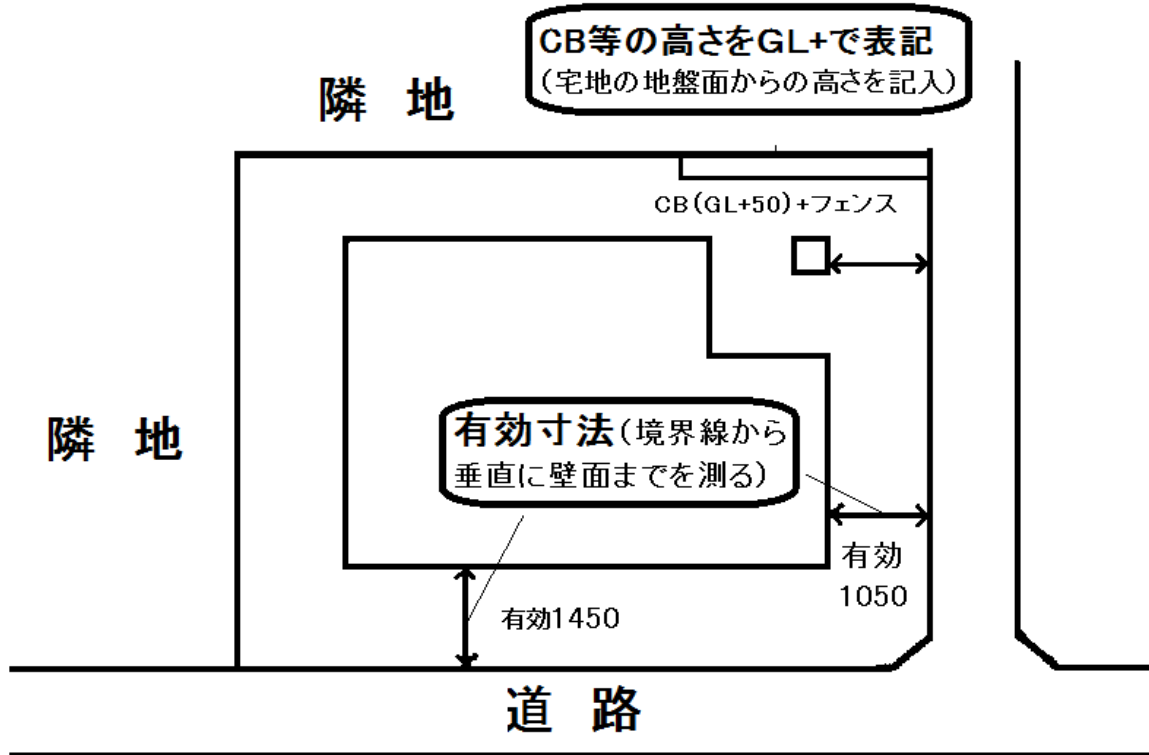 CB等の高さをGL+で表記
(宅地の地盤面からの高さを記入)
隣 地
CB(GL+50)+フェンス
隣 地
有効寸法(境界線から
垂直に壁面までを測る)
有効
1050
有効1450
道 路